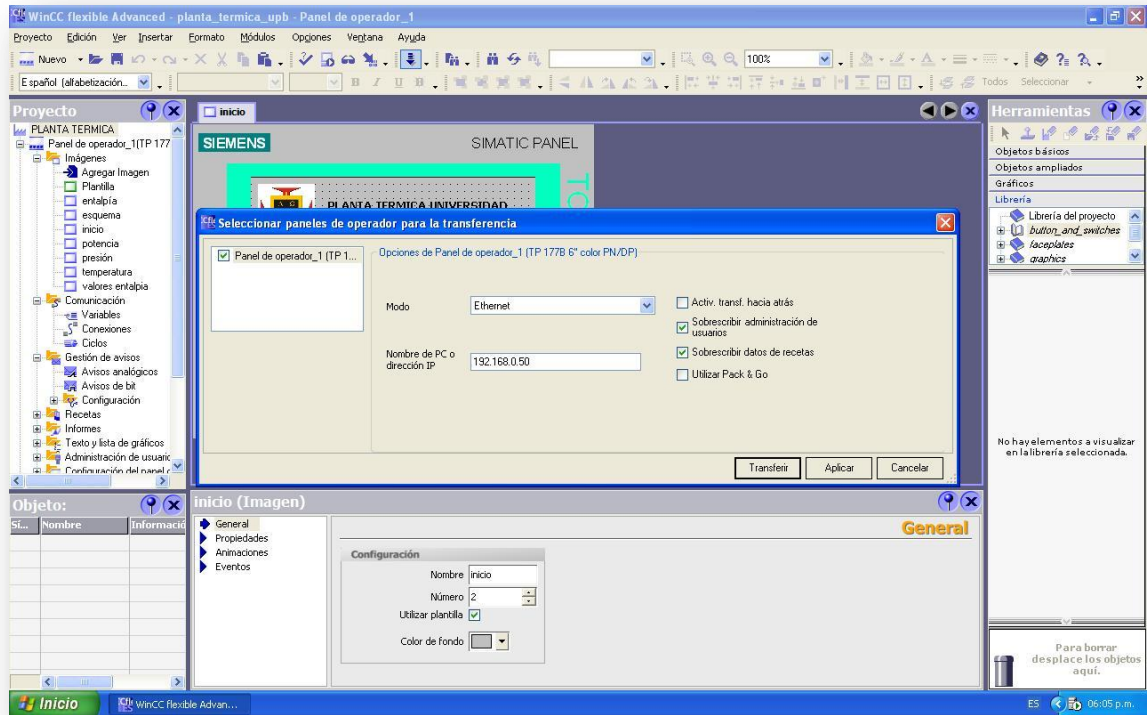 WinCC flexible Advanced - planta_termica_upb - Panel de operador_1
Proyecto Edición Ver Insertar Formato Módulos Opciones Ventana Ayuda
Nuevo 100%
Español (alfabetización... Todos Seleccionar
Proyecto
PLANTA TERMICA
Panel de operador_1(TP 177
Imágenes
Agregar Imagen
Plantilla
entalpía
esquema
inicio
potencia
presión
temperatura
valores entalpia
Comunicación
Variables
Conexiones
Ciclos
Gestión de avisos
Avisos analógicos
Avisos de bit
Configuración
Recetas
Informes
Texto y lista de gráficos
Administración de usuaric
Configuración del panel c
inicio
SIEMENS
SIMATIC PANEL
PLANTA TERMICA UNIVERSIDAD
TO
Seleccionar paneles de operador para la transferencia
Panel de operador_1 (TP 1...
Opciones de Panel de operador_1 (TP 177B 6" color PN/DP)
Modo Ethernet
Nombre de PC o
dirección IP
192.168.0.50
Activ. transf. hacia atrás
Sobrescribir administración de
usuarios
Sobrescribir datos de recetas
Utilizar Pack & Go
Transferir Aplicar Cancelar
Herramientas
Objetos básicos
Objetos ampliados
Gráficos
Librería
Librería del proyecto
button_and_switches
faceplates
graphics
No hay elementos a visualizar
en la librería seleccionada.
Para borrar
desplace los objetos
aquí.
Objeto:
Sí... Nombre Informació
inicio (Imagen)
General
Propiedades
Animaciones
Eventos
General
Configuración
Nombre inicio
Número 2
Utilizar plantilla
Color de fondo
Inicio
WinCC flexible Advan...
ES 06:05 p.m.